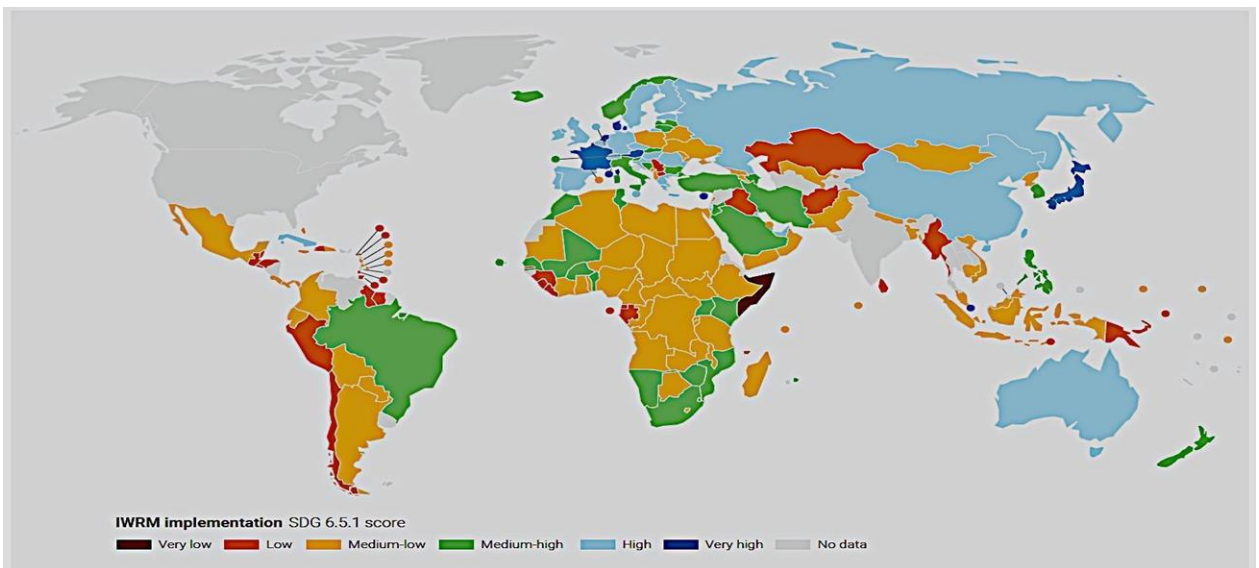 IWRM implementation SDG 6.5.1 score
Very low Low Medium-low Medium-high High Very high No data